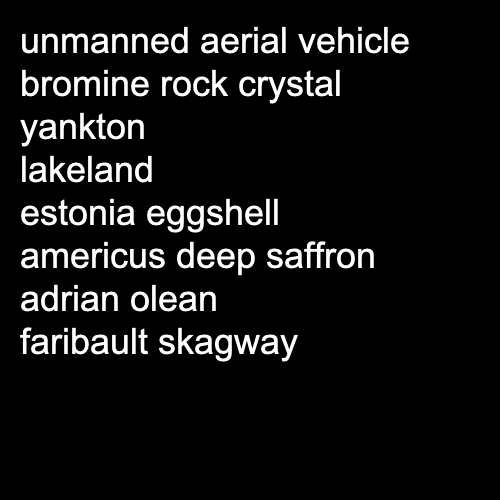 unmanned aerial vehicle
bromine rock crystal
yankton
lakeland
estonia eggshell
americus deep saffron
adrian olean
faribault skagway